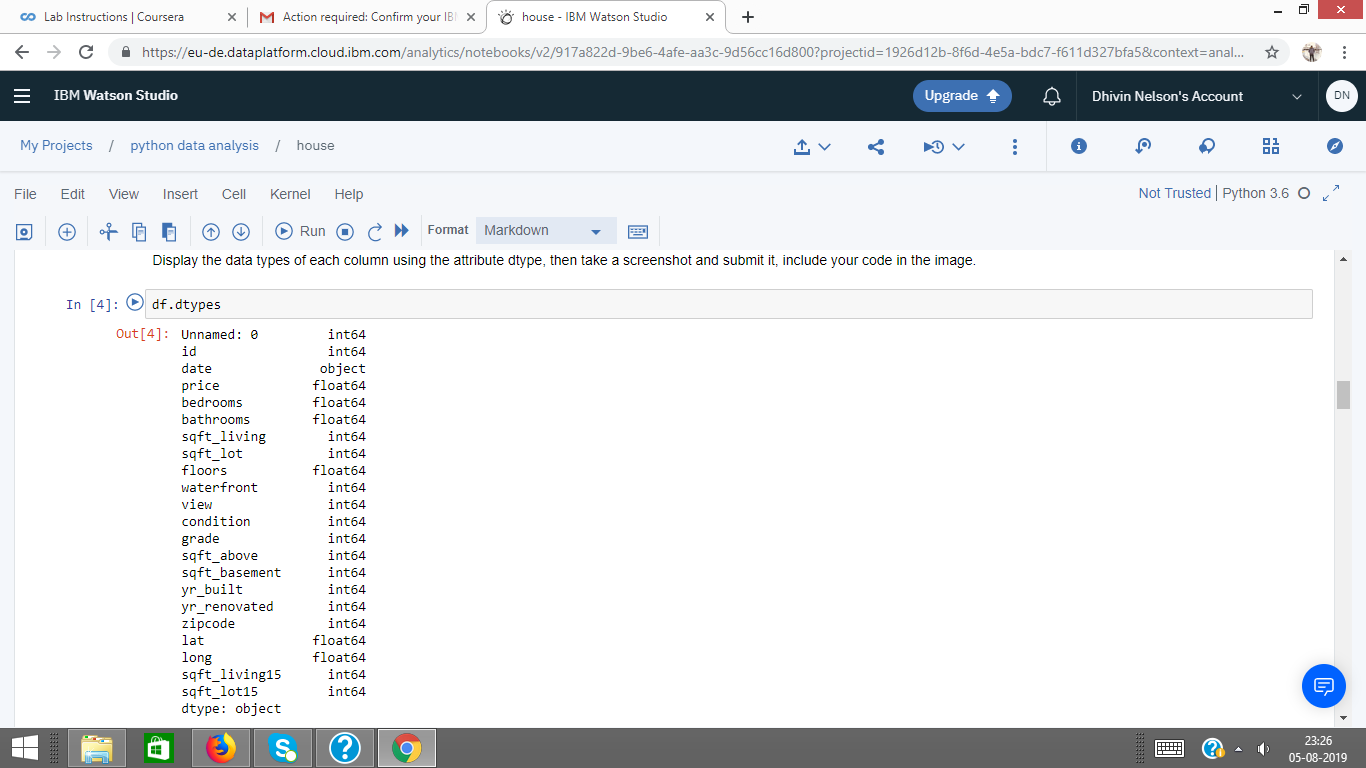 Lab Instructions | Coursera
Action required: Confirm your IBM
house - IBM Watson Studio
https://eu-de.dataplatform.cloud.ibm.com/analytics/notebooks/v2/917a822d-9be6-4afe-aa3c-9d56cc16d800?projectid=1926d12b-8f6d-4e5a-bdc7-f611d327bfa5&context=anal...
IBM Watson Studio
Upgrade
Dhivin Nelson's Account
DN
My Projects / python data analysis / house
File Edit View Insert Cell Kernel Help
Not Trusted | Python 3.6
Run
Format
Markdown
Display the data types of each column using the attribute dtype, then take a screenshot and submit it, include your code in the image.
In [4]: df.dtypes
Out[4]: Unnamed: 0 int64
id int64
date object
price float64
bedrooms float64
bathrooms float64
sqft_living int64
sqft_lot int64
floors float64
waterfront int64
view int64
condition int64
grade int64
sqft_above int64
sqft_basement int64
yr_built int64
yr_renovated int64
zipcode int64
lat float64
long float64
sqft_living15 int64
sqft_lot15 int64
dtype: object
23:26
05-08-2019